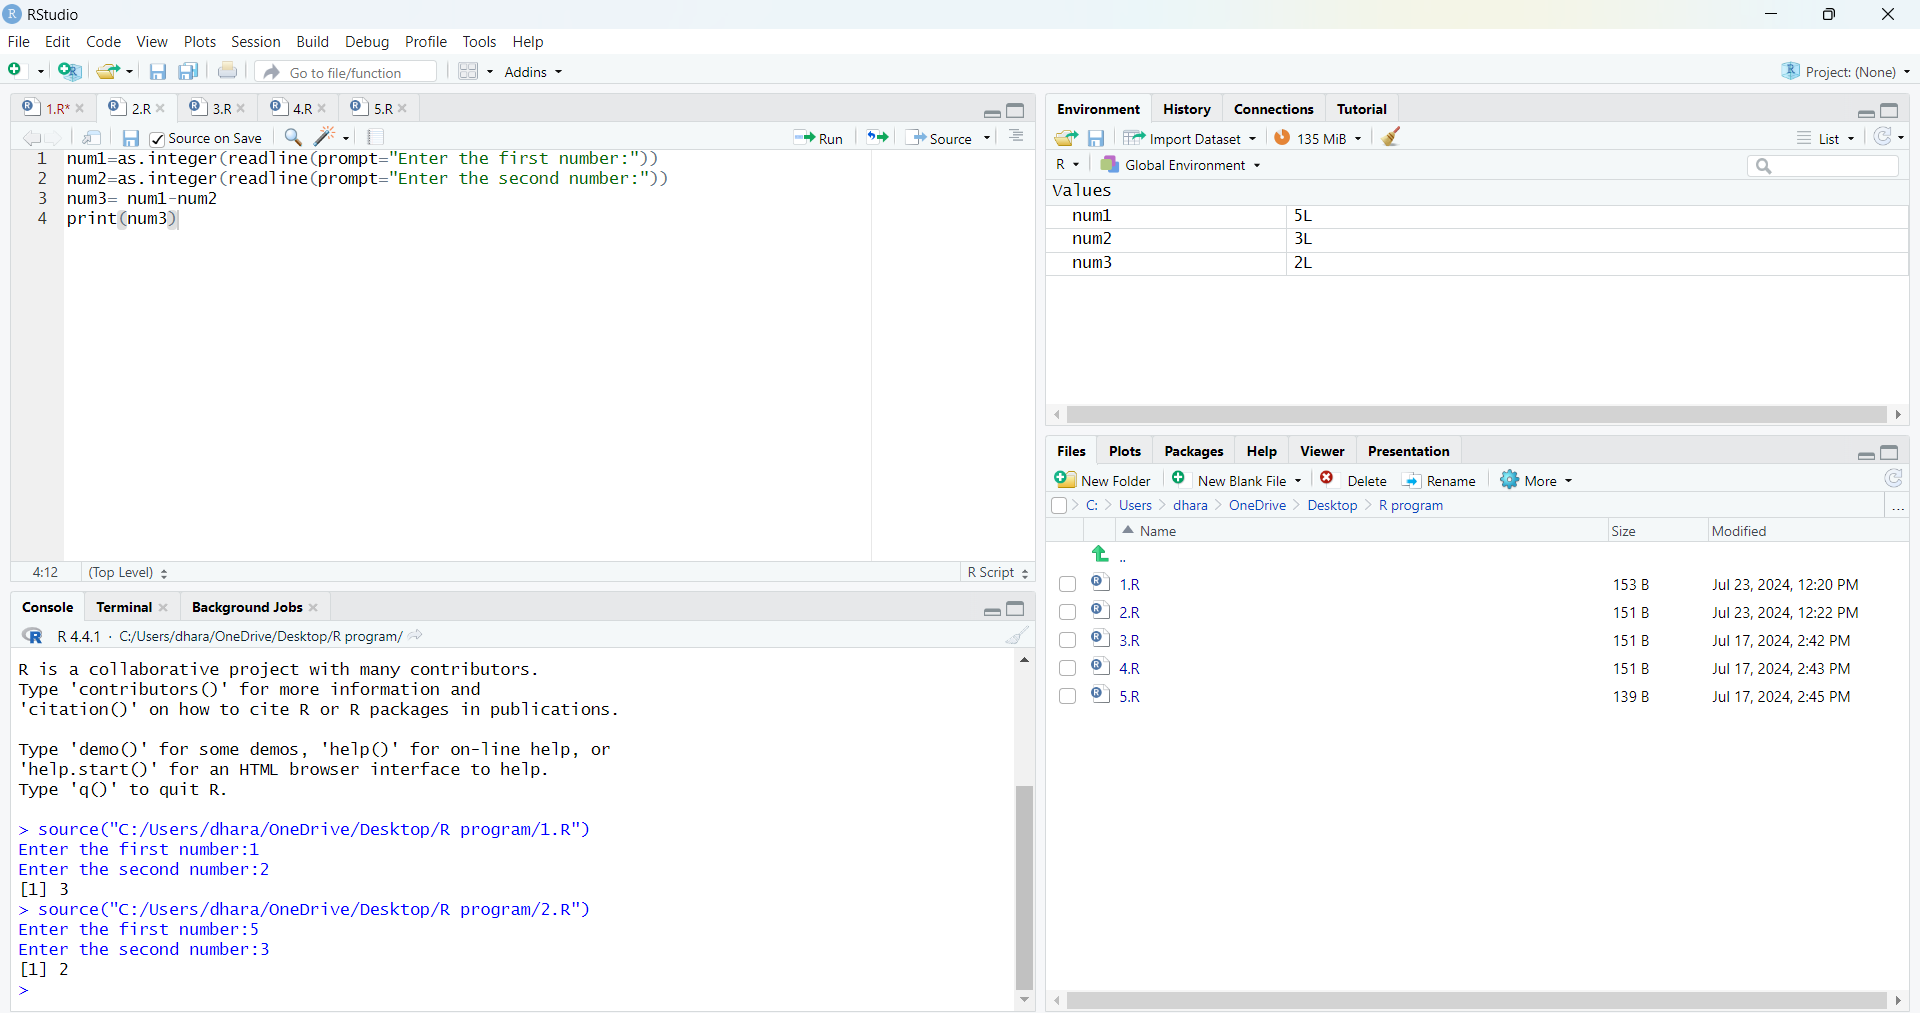 RStudio
File Edit Code View Plots Session Build Debug Profile Tools Help
Go to file/function Addins Project: (None)
1.R* 2.R 3.R 4.R 5.R
Source on Save Run Source
1 num1=as.integer(readline(prompt="Enter the first number:"))
2 num2=as.integer(readline(prompt="Enter the second number:"))
3 num3= num1-num2
4 print(num3)
4:12 (Top Level) R Script
Console Terminal Background Jobs
R 4.4.1 · C:/Users/dhara/OneDrive/Desktop/R program/
R is a collaborative project with many contributors.
Type 'contributors()' for more information and
'citation()' on how to cite R or R packages in publications.
Type 'demo()' for some demos, 'help()' for on-line help, or
'help.start()' for an HTML browser interface to help.
Type 'q()' to quit R.
> source("C:/Users/dhara/OneDrive/Desktop/R program/1.R")
Enter the first number:1
Enter the second number:2
[1] 3
> source("C:/Users/dhara/OneDrive/Desktop/R program/2.R")
Enter the first number:5
Enter the second number:3
[1] 2
>
Environment History Connections Tutorial
Import Dataset 135 MiB List
R Global Environment
Values
num1 5L
num2 3L
num3 2L
Files Plots Packages Help Viewer Presentation
New Folder New Blank File Delete Rename More
C: > Users > dhara > OneDrive > Desktop > R program ...
Name Size Modified
..
1.R 153 B Jul 23, 2024, 12:20 PM
2.R 151 B Jul 23, 2024, 12:22 PM
3.R 151 B Jul 17, 2024, 2:42 PM
4.R 151 B Jul 17, 2024, 2:43 PM
5.R 139 B Jul 17, 2024, 2:45 PM